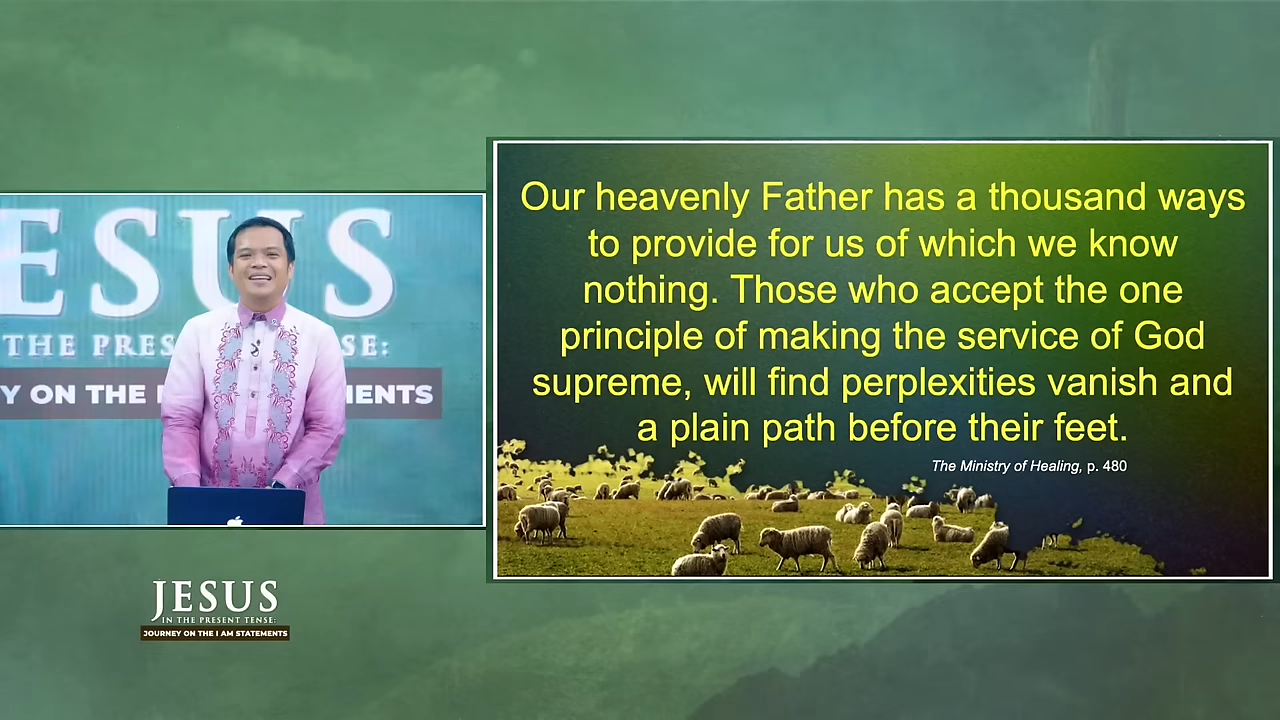 ESUS
THE PRES SE:
Y ON THE I EMENTS
Our heavenly Father has a thousand ways
to provide for us of which we know
nothing. Those who accept the one
principle of making the service of God
supreme, will find perplexities vanish and
a plain path before their feet.
The Ministry of Healing, p. 480
JESUS
IN THE PRESENT TENSE:
JOURNEY ON THE I AM STATEMENTS